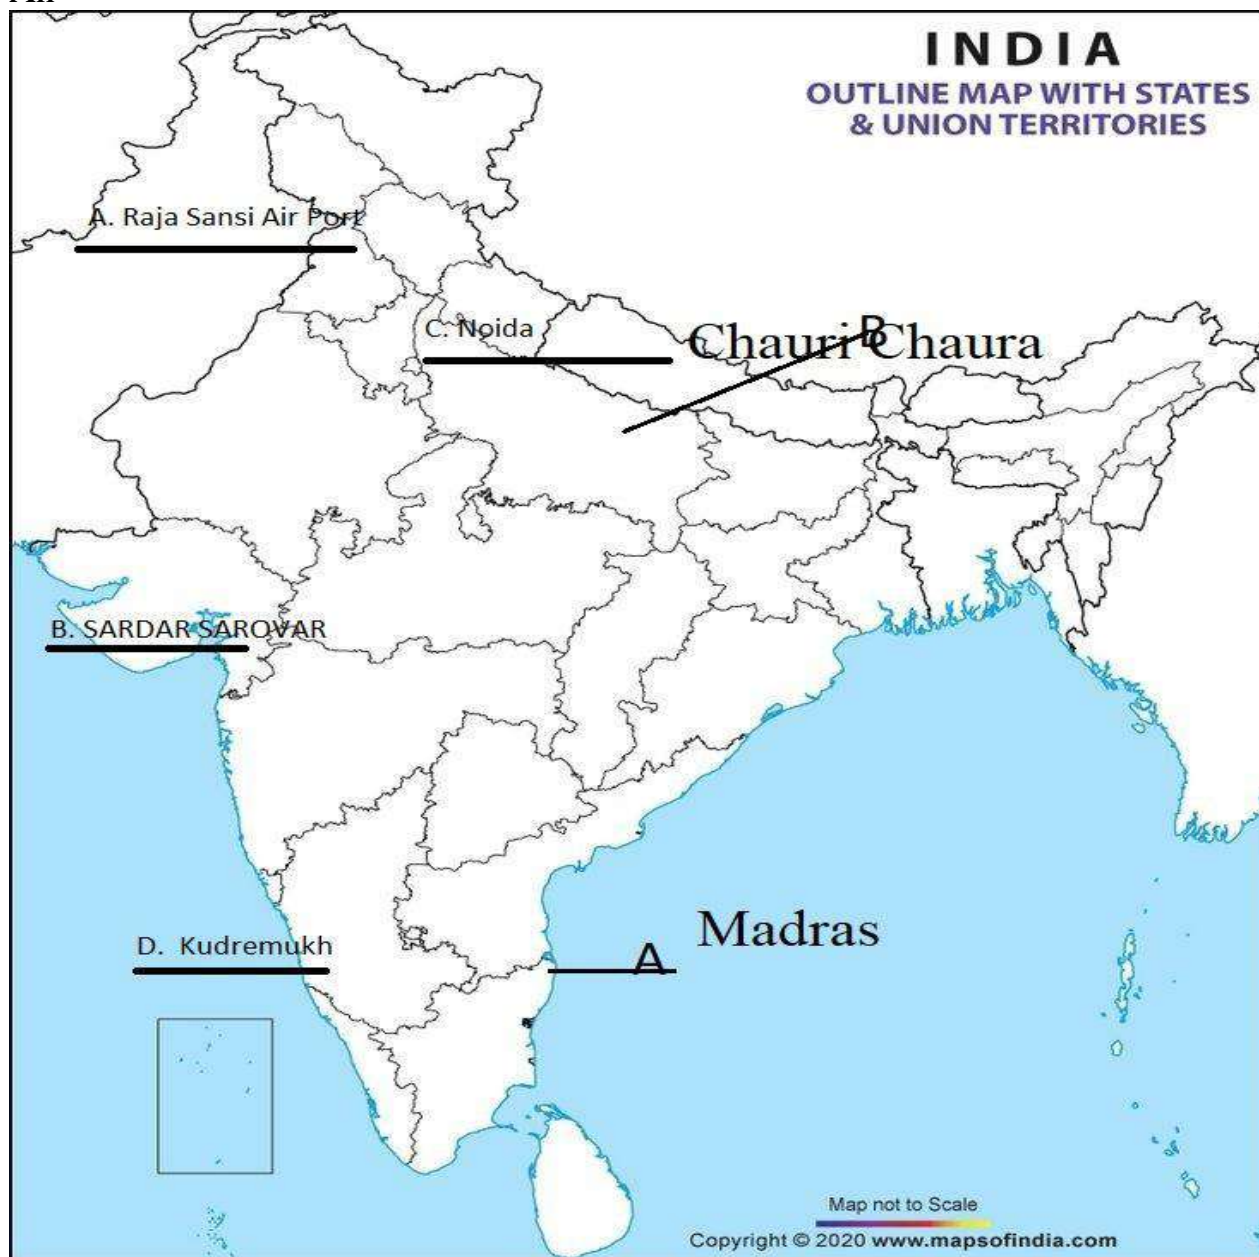 INDIA
OUTLINE MAP WITH STATES
& UNION TERRITORIES
A. Raja Sansi Air Port
C. Noida
Chauri Chaura
B
B. SARDAR SAROVAR
Madras
D. Kudremukh
A
Map not to Scale
Copyright © 2020 www.mapsofindia.com